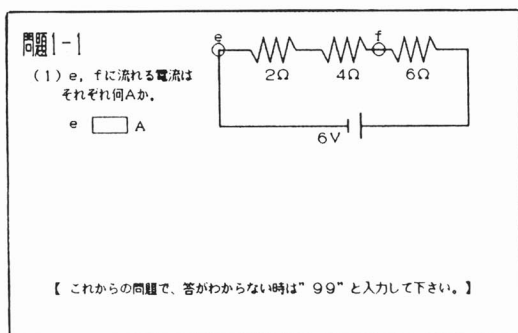 問題1-1
(1) e, fに流れる電流は
それぞれ何Aか.
e A
e
f
2Ω 4Ω 6Ω
6V
【 これからの問題で、答がわからない時は"99"と入力して下さい。】